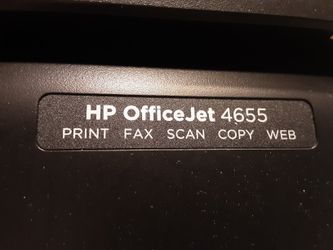 HP OfficeJet 4655
PRINT FAX SCAN COPY WEB